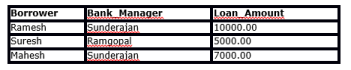 Borrower Bank_Manager Loan_Amount
Ramesh Sunderajan 10000.00
Suresh Ramgopal 5000.00
Mahesh Sunderajan 7000.00